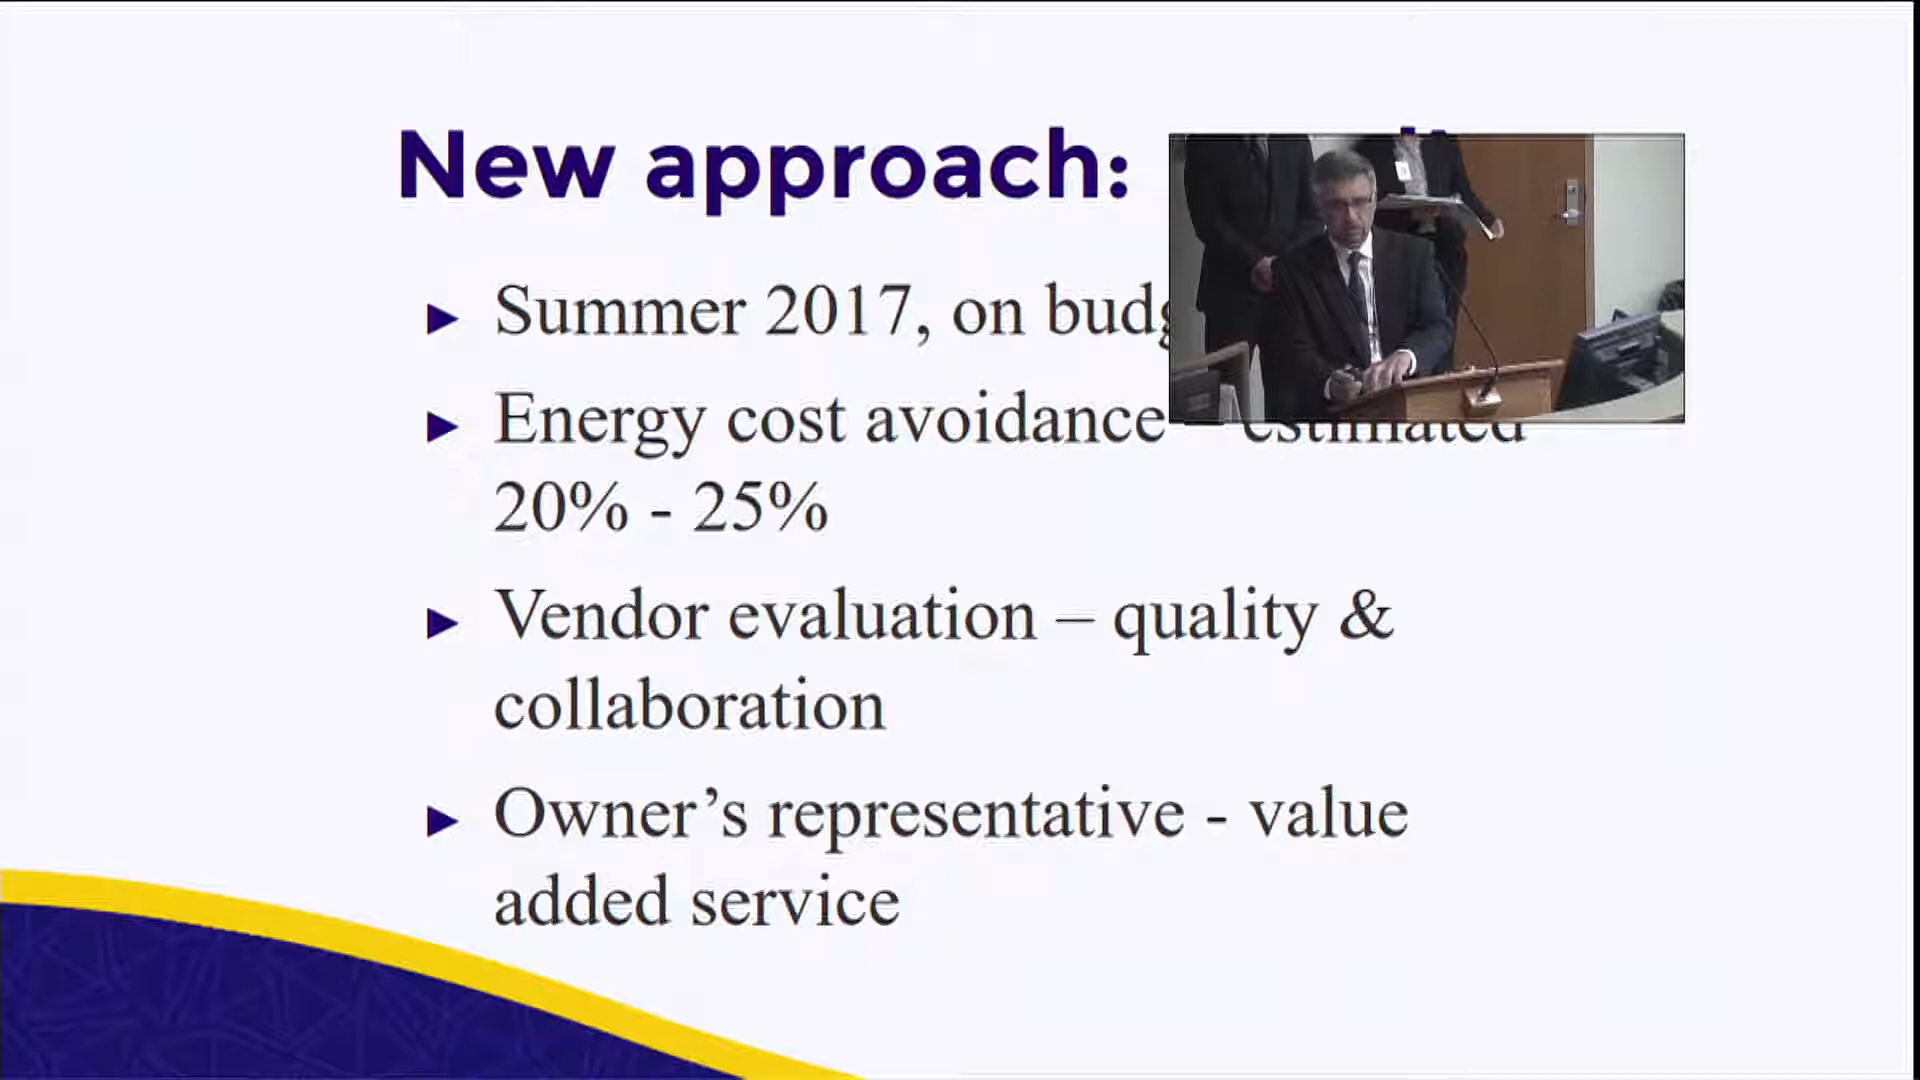 New approach:
Summer 2017, on
Energy cost avoidance estimated
20% - 25%
Vendor evaluation – quality &
collaboration
Owner’s representative - value
added service